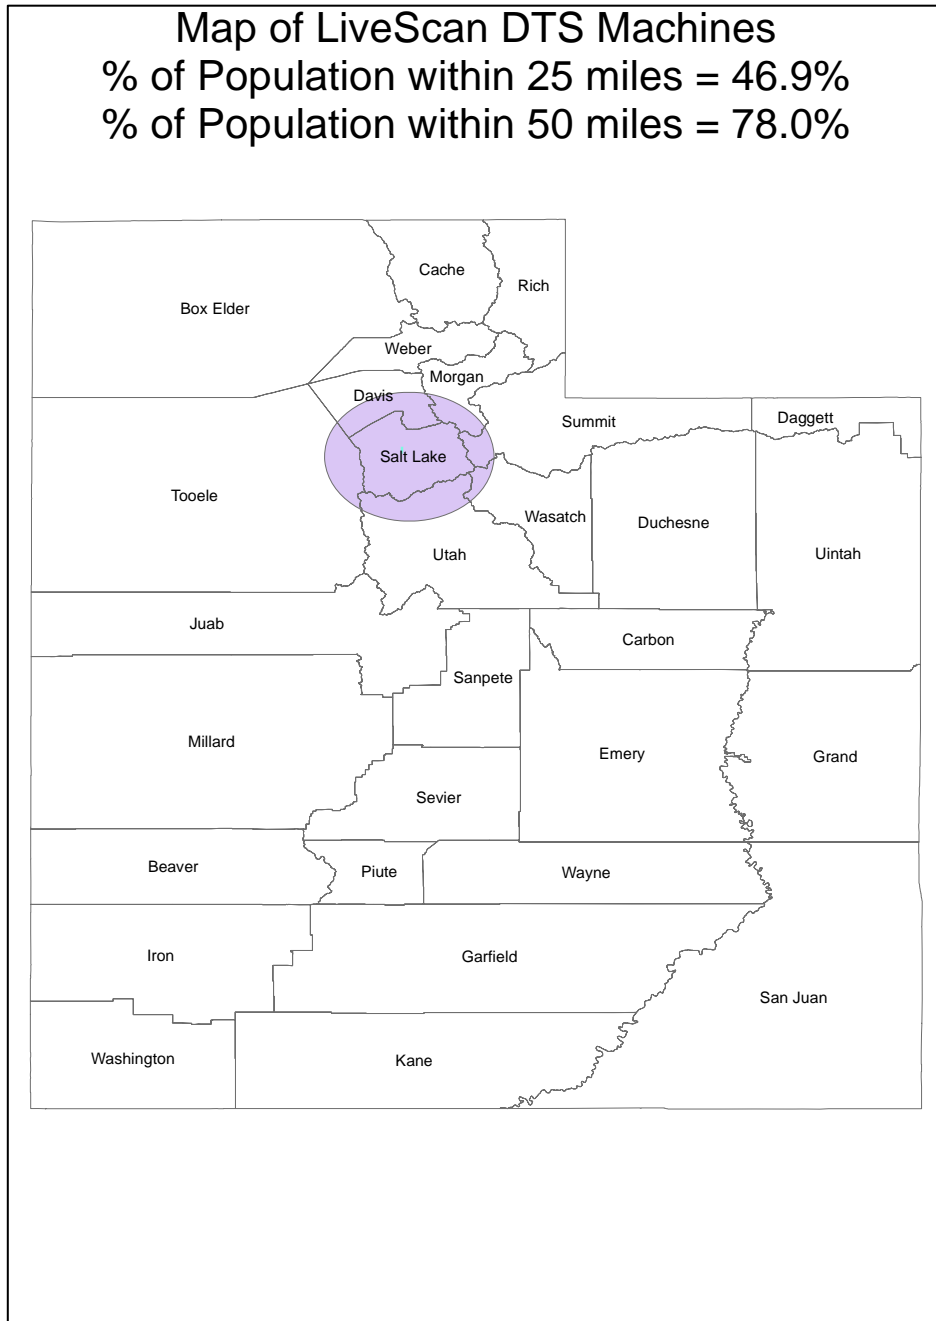 Map of LiveScan DTS Machines
% of Population within 25 miles = 46.9%
% of Population within 50 miles = 78.0%
Cache
Rich
Box Elder
Weber
Morgan
Davis
Summit
Daggett
Salt Lake
Tooele
Wasatch
Duchesne
Utah
Uintah
Juab
Carbon
Sanpete
Millard
Emery
Grand
Sevier
Beaver
Piute
Wayne
Iron
Garfield
San Juan
Washington
Kane